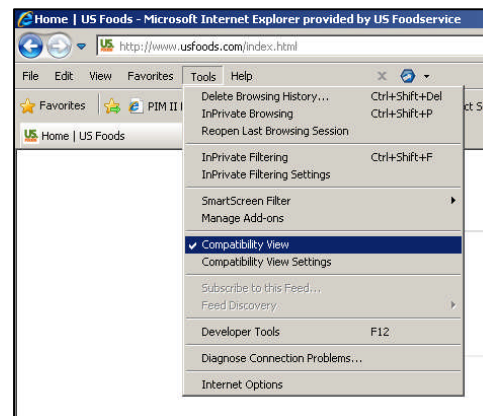 Home | US Foods - Microsoft Internet Explorer provided by US Foodservice
US. http://www.usfoods.com/index.html
File Edit View Favorites Tools Help
Favorites PIM II
US. Home | US Foods
Delete Browsing History... Ctrl+Shift+Del
InPrivate Browsing Ctrl+Shift+P
Reopen Last Browsing Session
InPrivate Filtering Ctrl+Shift+F
InPrivate Filtering Settings
SmartScreen Filter
Manage Add-ons
Compatibility View
Compatibility View Settings
Subscribe to this Feed...
Feed Discovery
Developer Tools F12
Diagnose Connection Problems...
Internet Options